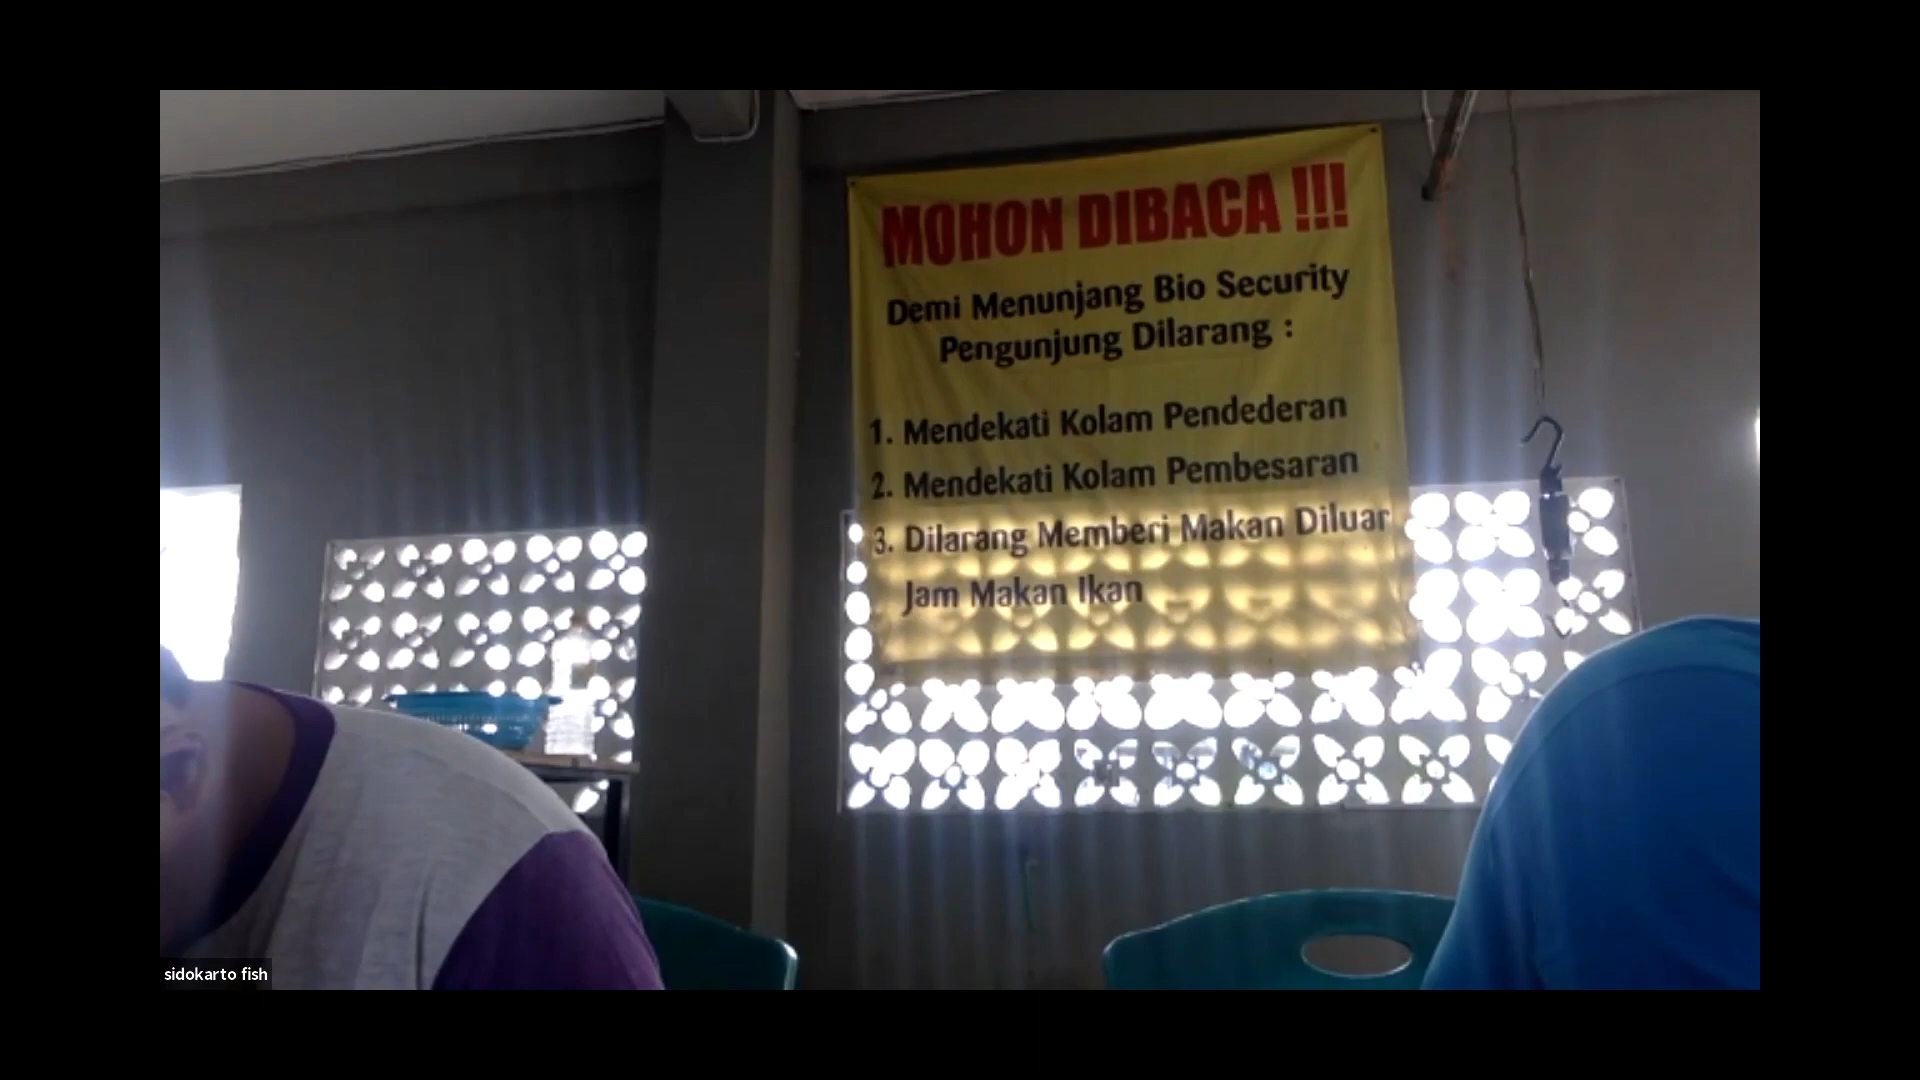 MOHON DIBACA !!!
Demi Menunjang Bio Security
Pengunjung Dilarang :
1. Mendekati Kolam Pendederan
2. Mendekati Kolam Pembesaran
3. Dilarang Memberi Makan Diluar
Jam Makan Ikan
sidokarto fish